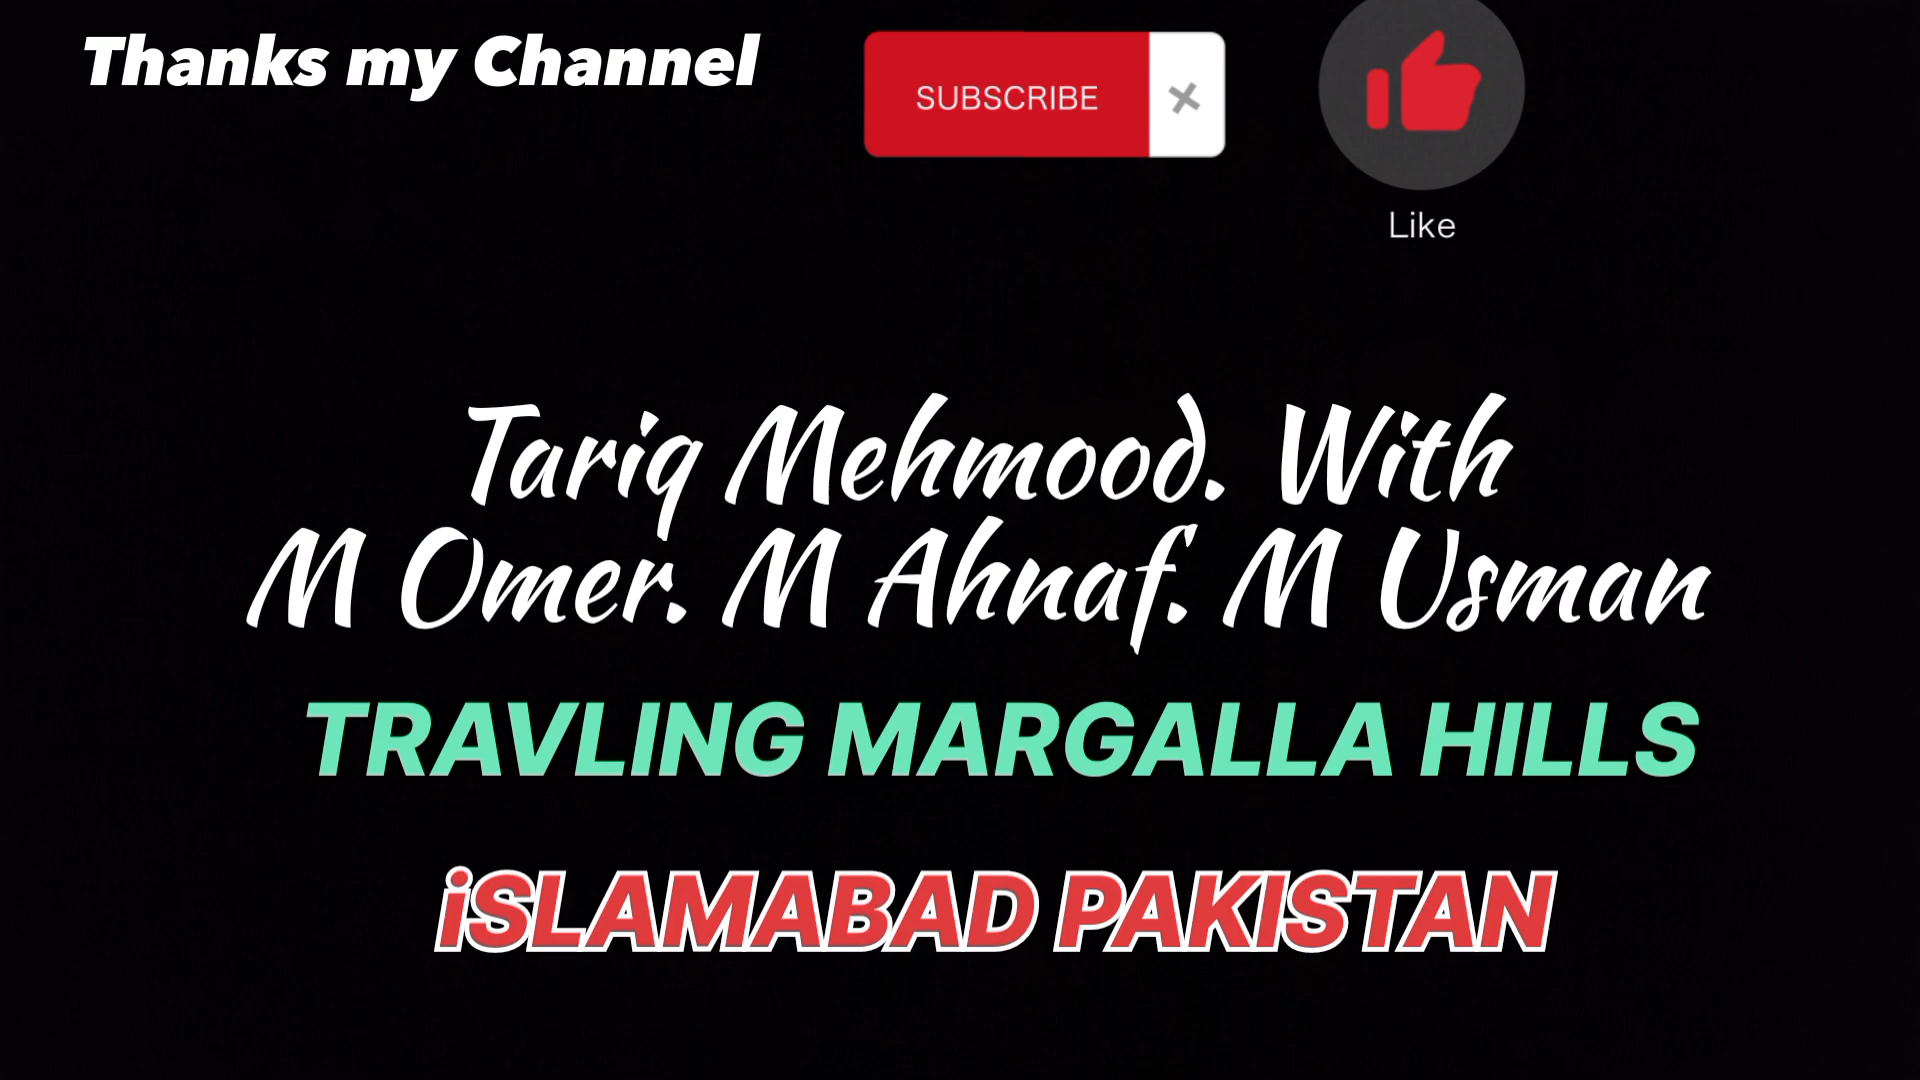 Thanks my Channel
SUBSCRIBE
Like
Tariq Mehmood. With
M Omer. M Ahnaf. M Usman
TRAVLING MARGALLA HILLS
iSLAMABAD PAKISTAN